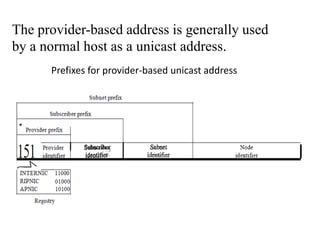 The provider-based address is generally used
by a normal host as a unicast address.
Prefixes for provider-based unicast address
Subnet prefix
Subscriber prefix
Provider prefix
151
Provider
identifier
Subscriber
identifier
Subnet
identifier
Node
identifier
INTERNIC 11000
RIPNIC 01000
APNIC 10100
Registry